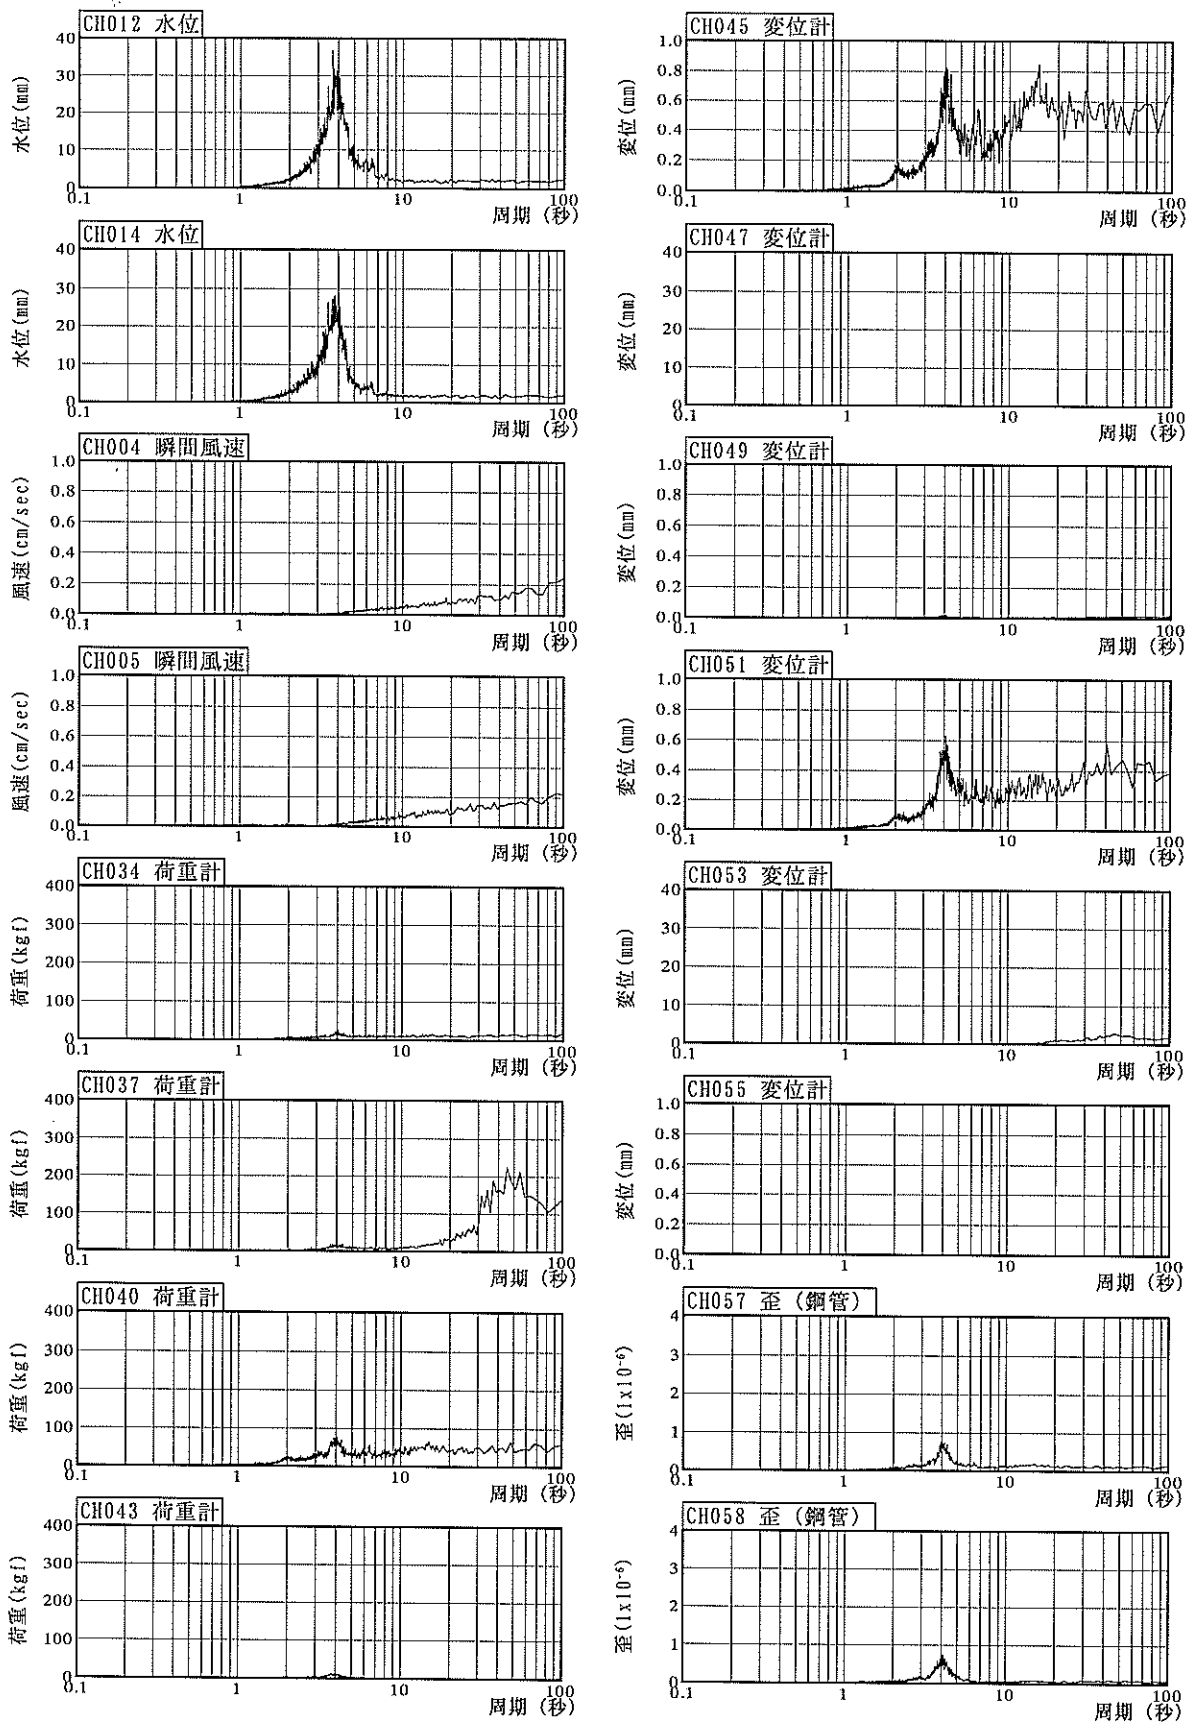 CH012 水位
水位(mm)
40
30
20
10
0
0.1 1 10 100
周期 (秒)
CH014 水位
水位(mm)
40
30
20
10
0
0.1 1 10 100
周期 (秒)
CH004 瞬間風速
風速(cm/sec)
1.0
0.8
0.6
0.4
0.2
0.0
0.1 1 10 100
周期 (秒)
CH005 瞬間風速
風速(cm/sec)
1.0
0.8
0.6
0.4
0.2
0.0
0.1 1 10 100
周期 (秒)
CH034 荷重計
荷重(kgf)
400
300
200
100
0
0.1 1 10 100
周期 (秒)
CH037 荷重計
荷重(kgf)
400
300
200
100
0
0.1 1 10 100
周期 (秒)
CH040 荷重計
荷重(kgf)
400
300
200
100
0
0.1 1 10 100
周期 (秒)
CH043 荷重計
荷重(kgf)
400
300
200
100
0
0.1 1 10 100
周期 (秒)
CH045 変位計
変位(mm)
1.0
0.8
0.6
0.4
0.2
0.0
0.1 1 10 100
周期 (秒)
CH047 変位計
変位(mm)
40
30
20
10
0
0.1 1 10 100
周期 (秒)
CH049 変位計
変位(mm)
1.0
0.8
0.6
0.4
0.2
0.0
0.1 1 10 100
周期 (秒)
CH051 変位計
変位(mm)
1.0
0.8
0.6
0.4
0.2
0.0
0.1 1 10 100
周期 (秒)
CH053 変位計
変位(mm)
40
30
20
10
0
0.1 1 10 100
周期 (秒)
CH055 変位計
変位(mm)
1.0
0.8
0.6
0.4
0.2
0.0
0.1 1 10 100
周期 (秒)
CH057 歪 (鋼管)
歪(1x10⁻⁶)
4
3
2
1
0
0.1 1 10 100
周期 (秒)
CH058 歪 (鋼管)
歪(1x10⁻⁶)
4
3
2
1
0
0.1 1 10 100
周期 (秒)